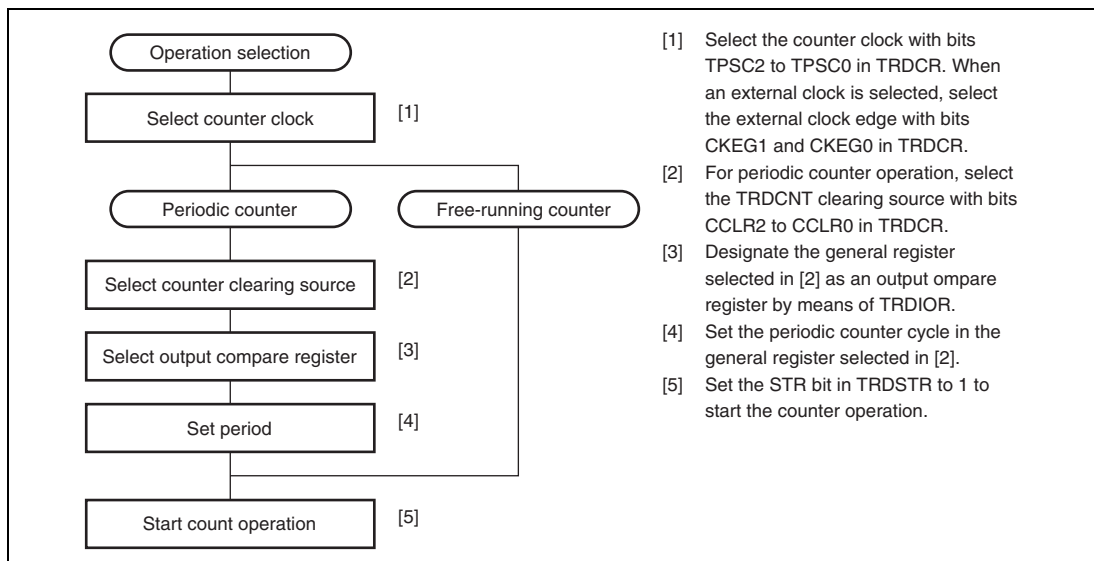 Operation selection
Select counter clock
[1]
Periodic counter
Free-running counter
Select counter clearing source
[2]
Select output compare register
[3]
Set period
[4]
Start count operation
[5]
[1] Select the counter clock with bits
TPSC2 to TPSC0 in TRDCR. When
an external clock is selected, select
the external clock edge with bits
CKEG1 and CKEG0 in TRDCR.
[2] For periodic counter operation, select
the TRDCNT clearing source with bits
CCLR2 to CCLR0 in TRDCR.
[3] Designate the general register
selected in [2] as an output ompare
register by means of TRDIOR.
[4] Set the periodic counter cycle in the
general register selected in [2].
[5] Set the STR bit in TRDSTR to 1 to
start the counter operation.